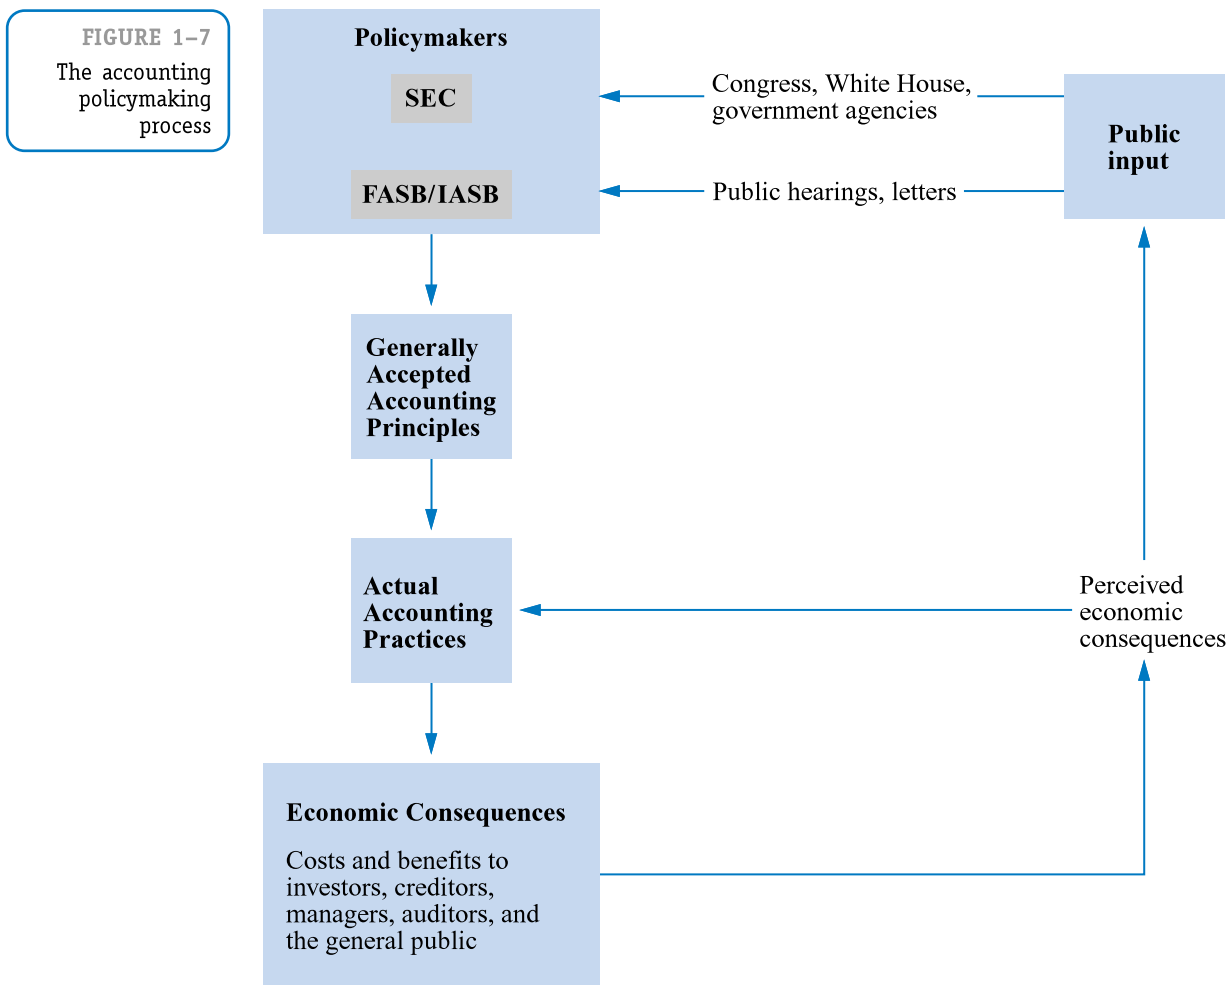 FIGURE 1–7
The accounting
policymaking
process
Policymakers
SEC
FASB/IASB
Congress, White House,
government agencies
Public hearings, letters
Public
input
Generally
Accepted
Accounting
Principles
Actual
Accounting
Practices
Perceived
economic
consequences
Economic Consequences
Costs and benefits to
investors, creditors,
managers, auditors, and
the general public